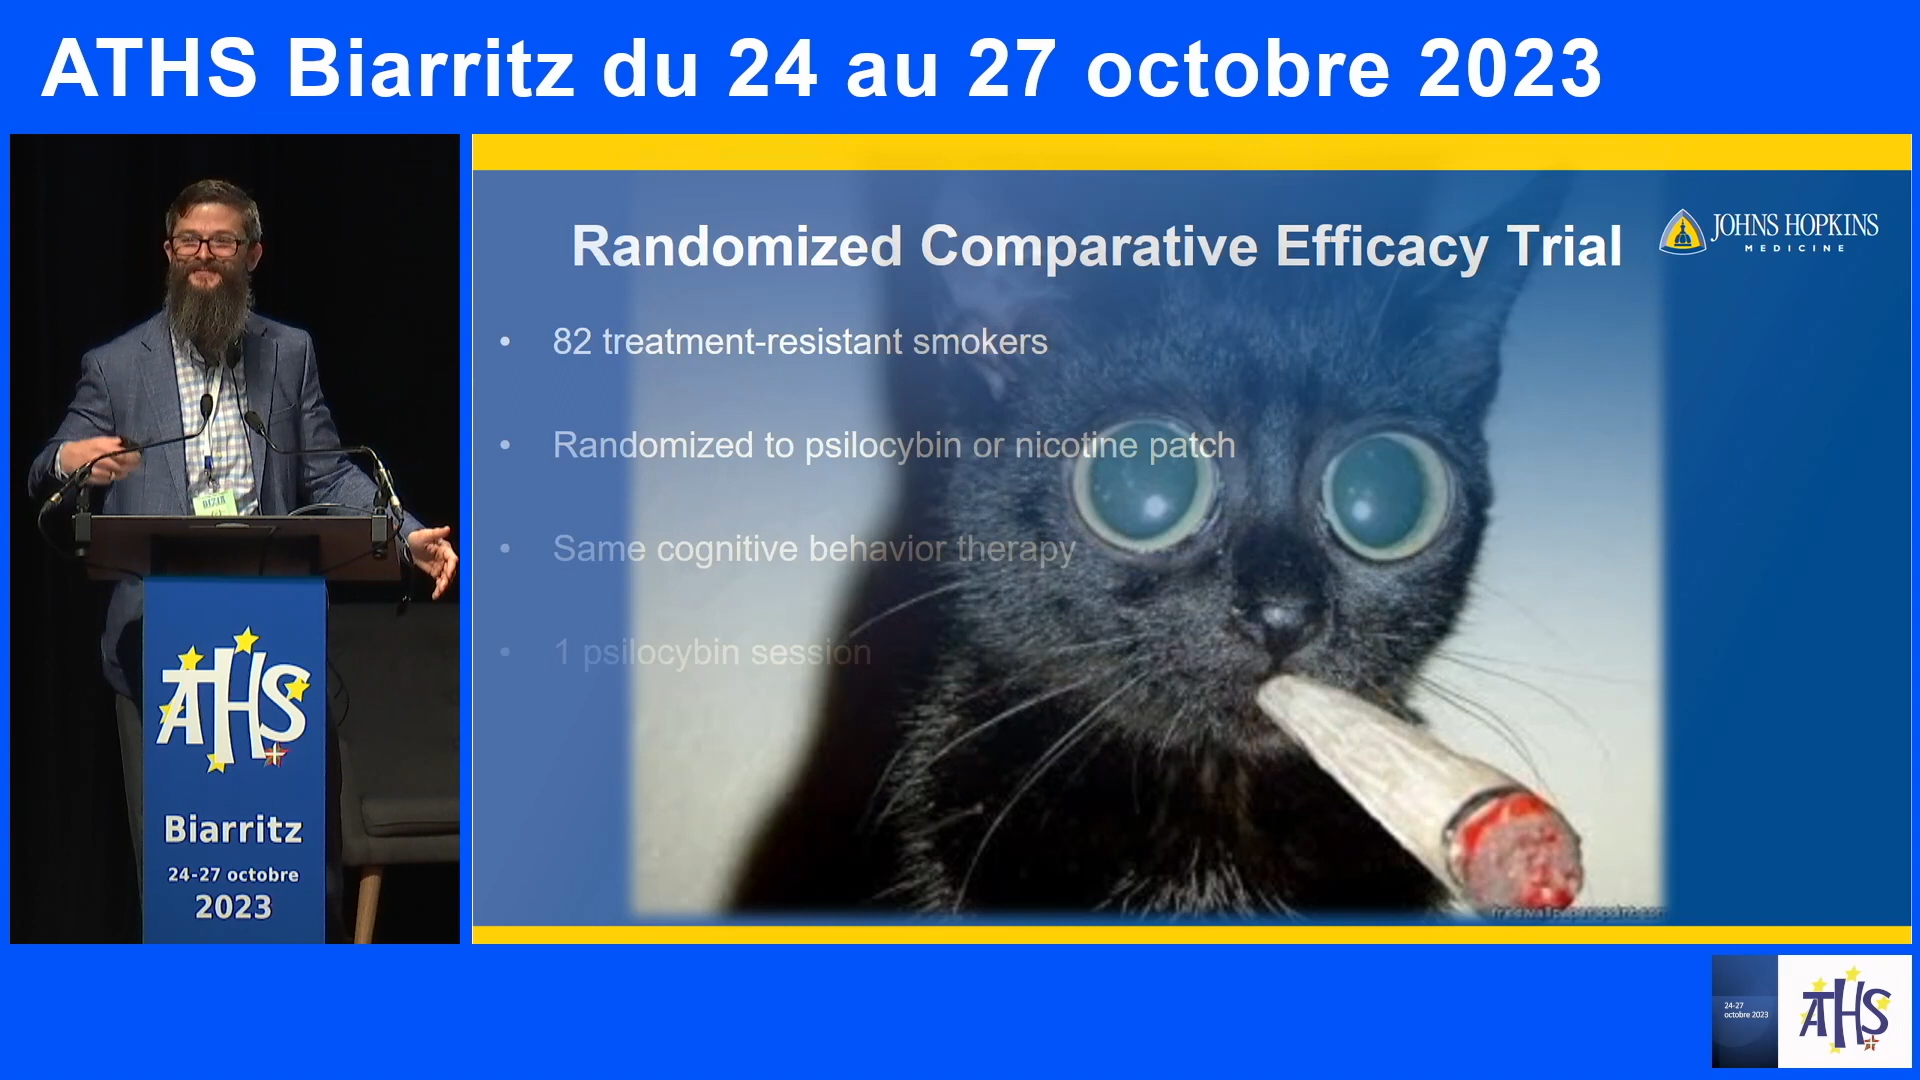 ATHS Biarritz du 24 au 27 octobre 2023
Randomized Comparative Efficacy Trial
JOHNS HOPKINS
MEDICINE
• 82 treatment-resistant smokers
• Randomized to psilocybin or nicotine patch
• Same cognitive behavior therapy
• 1 psilocybin session
ATHS
Biarritz
24-27 octobre
2023
24-27
octobre 2023
ATHS